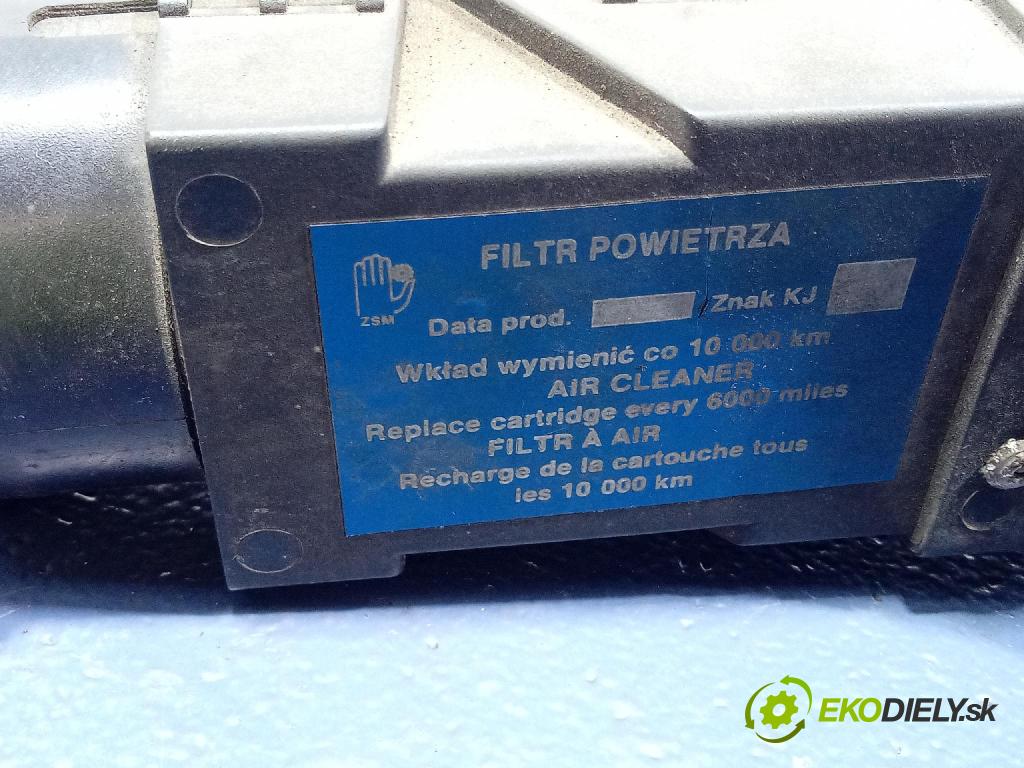 FILTR POWIETRZA
ZSM
Data prod. Znak KJ
Wkład wymienić co 10 000 km
AIR CLEANER
Replace cartridge every 6000 miles
FILTR À AIR
Recharge de la cartouche tous
les 10 000 km
EKODIELY.sk